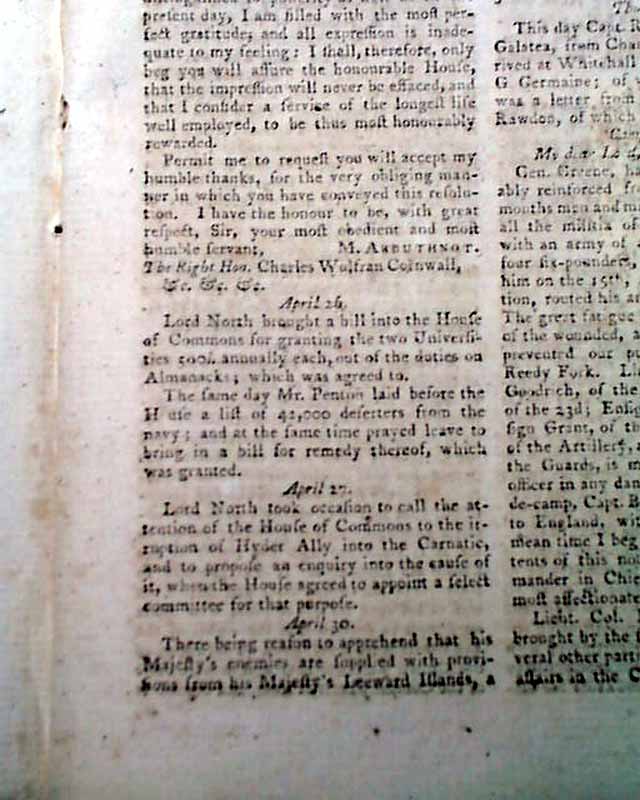 preſent day, I am filled with the moſt per-
fect gratitude; and all expreſſion is inade-
quate to my feeling: I ſhall, therefore, only
beg you will aſſure the honourable Houſe,
that the impreſſion will never be effaced, and
that I conſider a ſervice of the longeſt life
well employed, to be thus moſt honourably
rewarded.
Permit me to requeſt you will accept my
humble thanks, for the very obliging man-
ner in which you have conveyed this reſolu-
tion. I have the honour to be, with great
reſpect, Sir, your moſt obedient and moſt
humble ſervant, M. ARBUTHNOT.
The Right Hon. Charles Wolfran Cornwall,
&c. &c. &c.
April 26.
Lord North brought a bill into the Houſe
of Commons for granting the two Univerſi-
ties 500l. annually each, out of the duties on
Almanacks; which was agreed to.
The ſame day Mr. Penton laid before the
Houſe a liſt of 42,000 deſerters from the
navy; and at the ſame time prayed leave to
bring in a bill for remedy thereof, which
was granted.
April 27.
Lord North took occaſion to call the at-
tention of the Houſe of Commons to the ir-
ruption of Hyder Ally into the Carnatic,
and to propoſe an enquiry into the cauſe of
it, when the Houſe agreed to appoint a ſelect
committee for that purpoſe.
April 30.
There being reaſon to apprehend that his
Majeſty's enemies are ſupplied with provi-
ſions from his Majeſty's Leeward Iſlands, a
This day Capt.
Galatea, from
rived at Whitehall
G Germaine; of
was a letter from
Rawdon, of which
My dear
Gen. Greene,
ably reinforced
months men and
all the militia of
with an army of
four ſix-pounders,
him on the 15th,
tion, routed his
The great fatigue
of the wounded,
prevented our
Reedy Fork.
Goodrich, of the
of the 23d;
ſign Grant, of
of the Artillery,
the Guards, is
officer in any
de-camp, Capt.
to England,
mean time I beg
tents of this
mander in
moſt affectionate
Lieut. Col.
brought by the
veral other
affairs in the